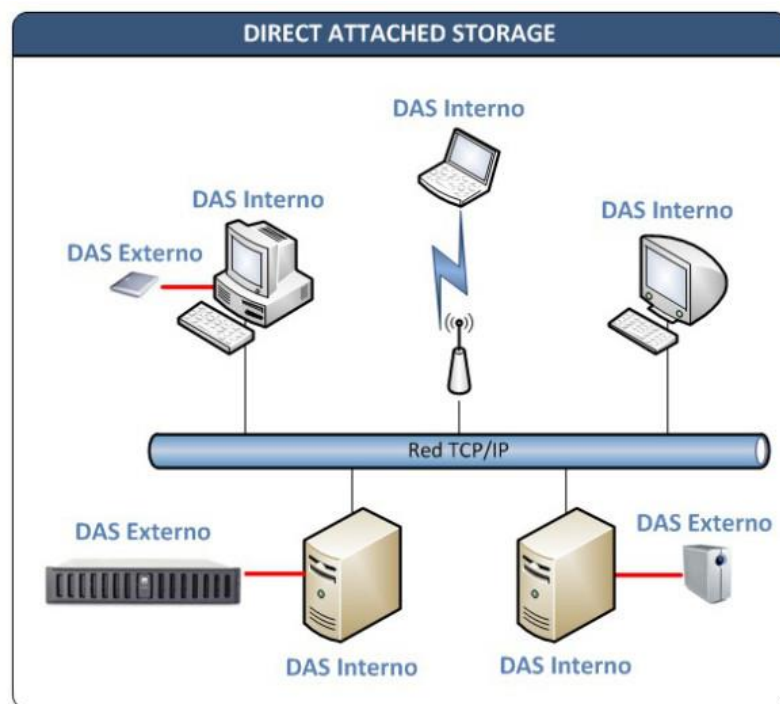 DIRECT ATTACHED STORAGE
DAS Interno
DAS Interno
DAS Interno
DAS Externo
Red TCP/IP
DAS Externo
DAS Externo
DAS Interno
DAS Interno